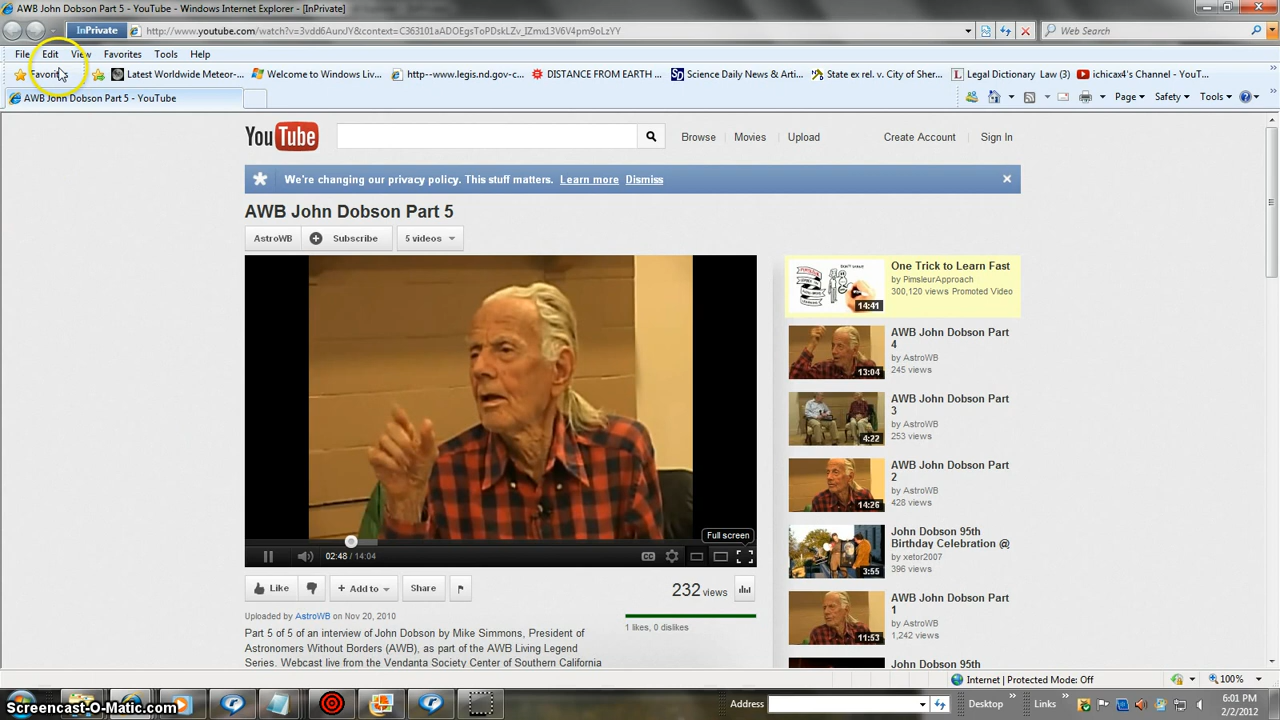 AWB John Dobson Part 5 - YouTube - Windows Internet Explorer - [InPrivate]
InPrivate
http://www.youtube.com/watch?v=3vdd6AunJY&context=C363101aADOEgsToPDskLzv_IZmx13V6V4pm9oLzYY
Web Search
File Edit View Favorites Tools Help
Favorites Latest Worldwide Meteor-... Welcome to Windows Liv... http--www.legis.nd.gov-c... DISTANCE FROM EARTH ... Science Daily News & Arti... State ex rel. v. City of Sher... Legal Dictionary Law (3) ichicax4's Channel - YouT...
AWB John Dobson Part 5 - YouTube
Page Safety Tools
YouTube
Browse Movies Upload Create Account Sign In
We're changing our privacy policy. This stuff matters. Learn more Dismiss
AWB John Dobson Part 5
AstroWB Subscribe 5 videos
One Trick to Learn Fast
by PimsleurApproach
300,120 views Promoted Video
14:41
AWB John Dobson Part
4
by AstroWB
245 views
13:04
AWB John Dobson Part
3
by AstroWB
253 views
4:22
AWB John Dobson Part
2
by AstroWB
428 views
14:26
John Dobson 95th
Birthday Celebration @
by xetor2007
396 views
3:55
AWB John Dobson Part
1
by AstroWB
1,242 views
11:53
John Dobson 95th
Full screen
02:48 / 14:04
CC
Like Add to Share
232 views
Uploaded by AstroWB on Nov 20, 2010
1 likes, 0 dislikes
Part 5 of 5 of an interview of John Dobson by Mike Simmons, President of
Astronomers Without Borders (AWB), as part of the AWB Living Legend
Series. Webcast live from the Vendanta Society Center of Southern California
Internet | Protected Mode: Off
100%
Screencast-O-Matic.com
Address
Desktop
Links
6:01 PM
2/2/2012